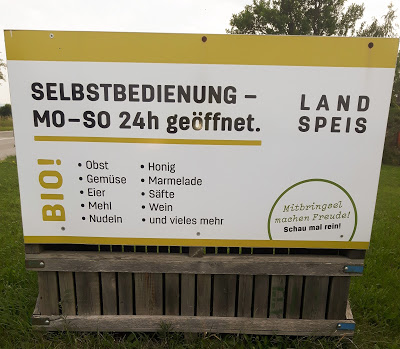 SELBSTBEDIENUNG –
MO–SO 24h geöffnet.
LAND
SPEIS
BIO!
• Obst
• Gemüse
• Eier
• Mehl
• Nudeln
• Honig
• Marmelade
• Säfte
• Wein
• und vieles mehr
Mitbringsel
machen Freude!
Schau mal rein!